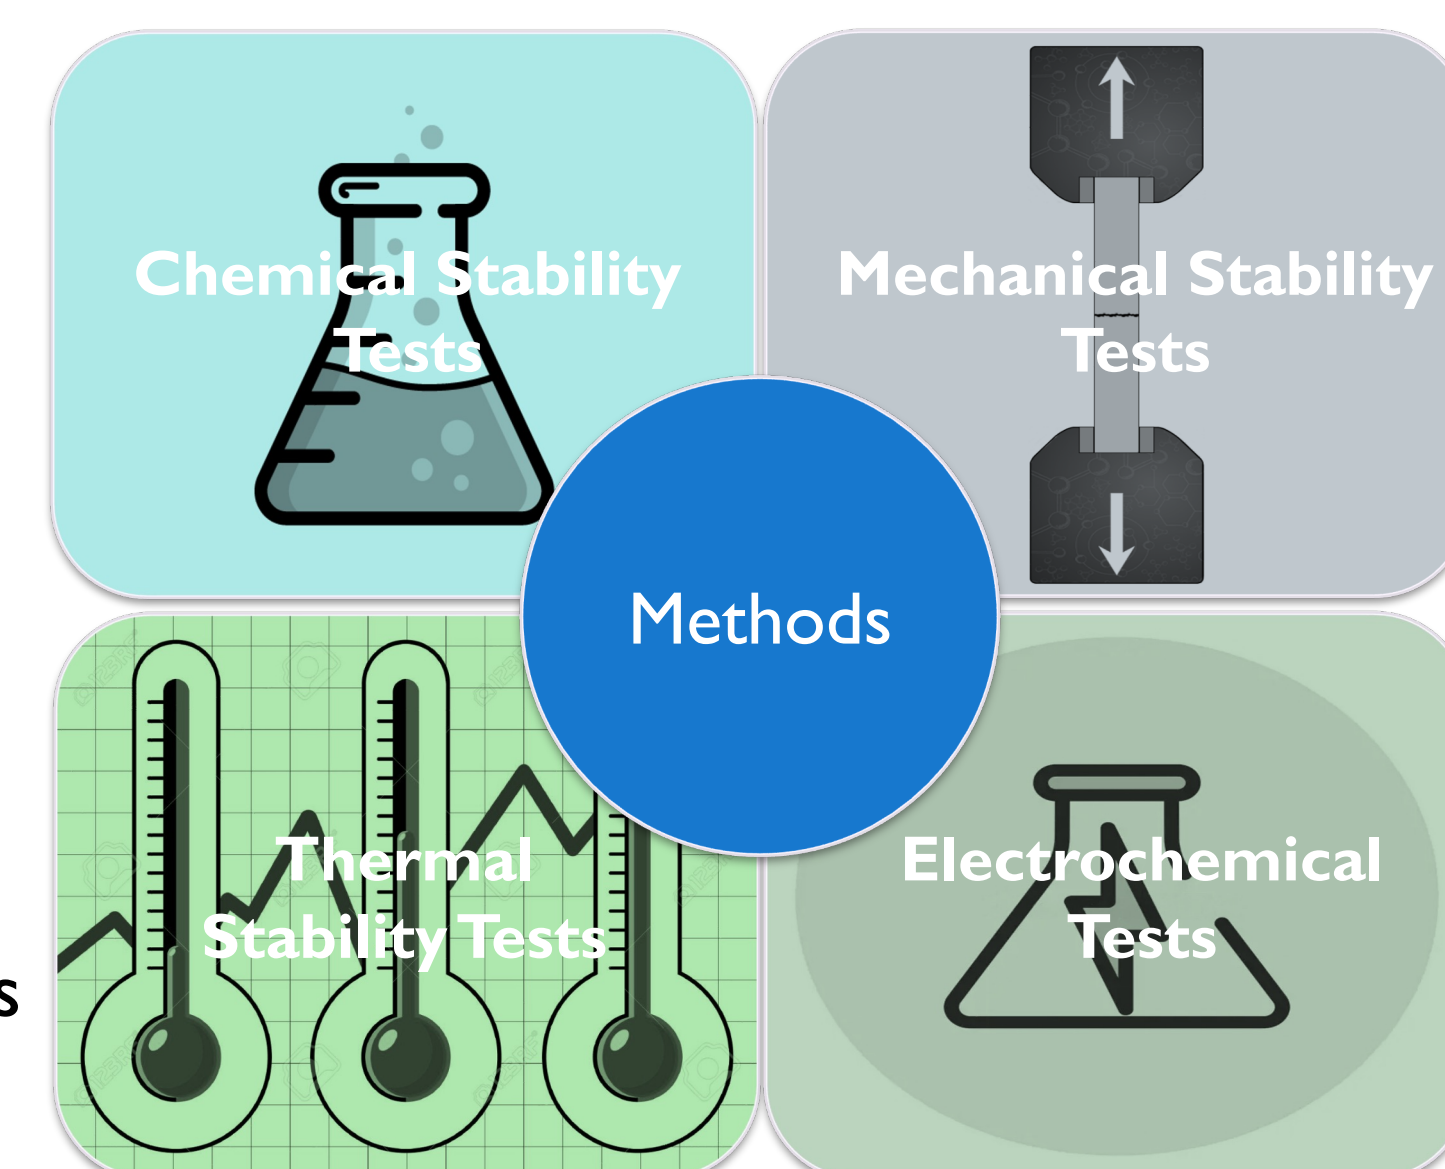 Chemical Stability
Tests
Mechanical Stability
Tests
Methods
Thermal
Stability Tests
Electrochemical
Tests
s